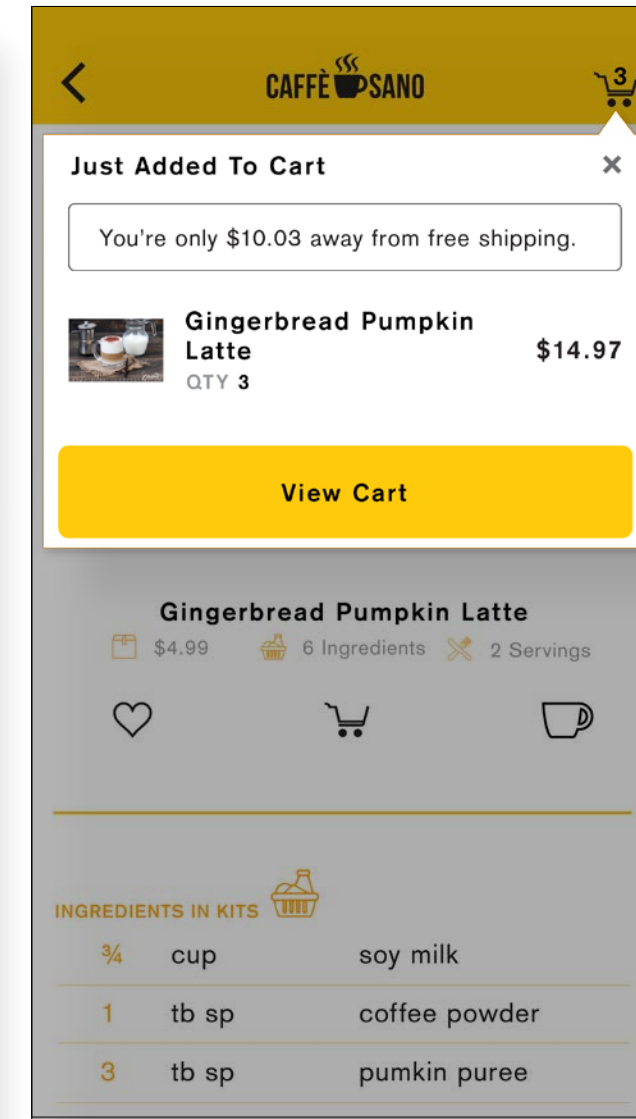 CAFFÈ SANO
3
Just Added To Cart
×
You're only $10.03 away from free shipping.
Gingerbread Pumpkin
Latte
$14.97
QTY 3
View Cart
Gingerbread Pumpkin Latte
$4.99 6 Ingredients 2 Servings
INGREDIENTS IN KITS
¾ cup soy milk
1 tb sp coffee powder
3 tb sp pumkin puree